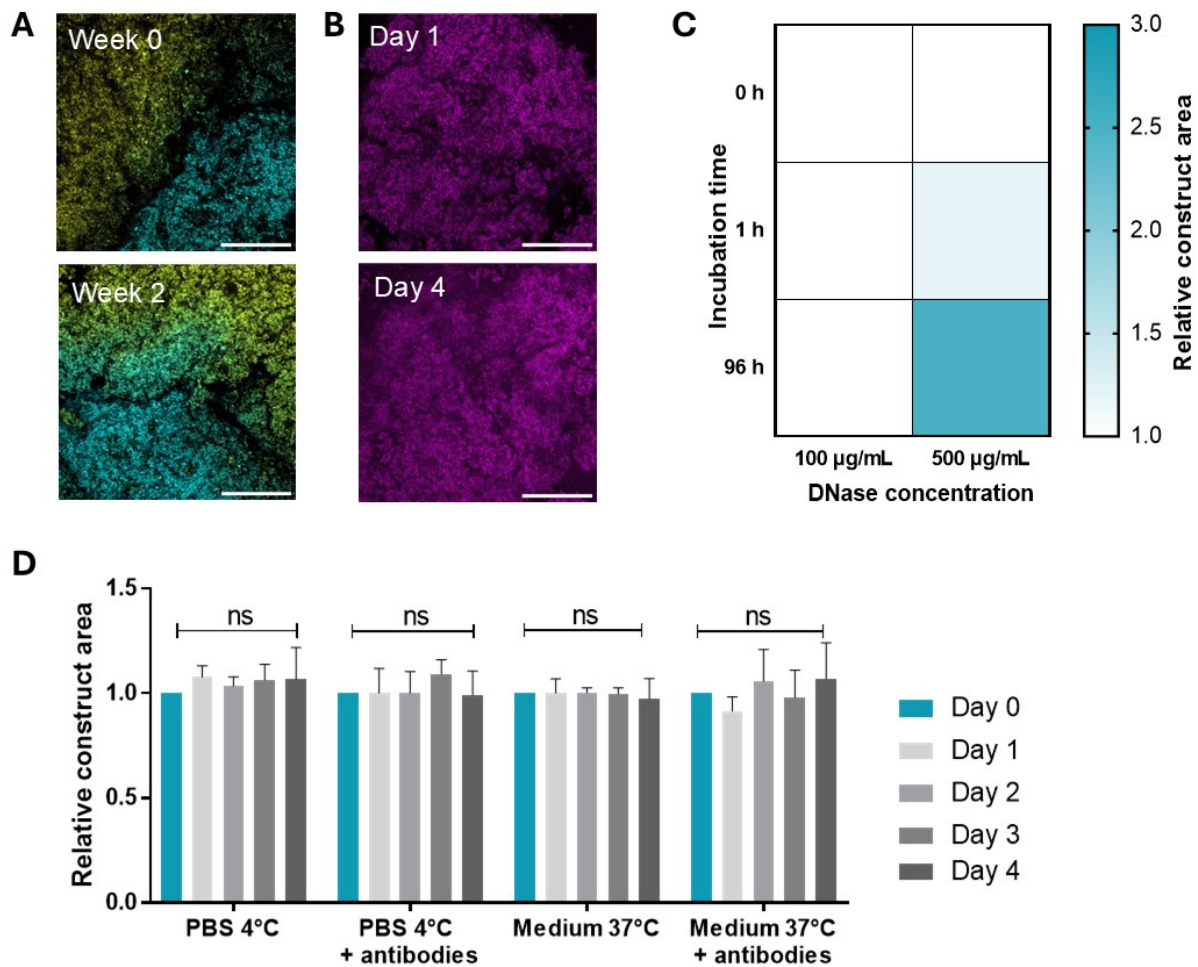 A
Week 0
Week 2
B
Day 1
Day 4
C
Incubation time
0 h
1 h
96 h
100 µg/mL 500 µg/mL
DNase concentration
3.0
2.5
2.0
1.5
1.0
Relative construct area
D
Relative construct area
1.5
1.0
0.5
0.0
ns ns ns ns
PBS 4°C
PBS 4°C
+ antibodies
Medium 37°C
Medium 37°C
+ antibodies
Day 0
Day 1
Day 2
Day 3
Day 4